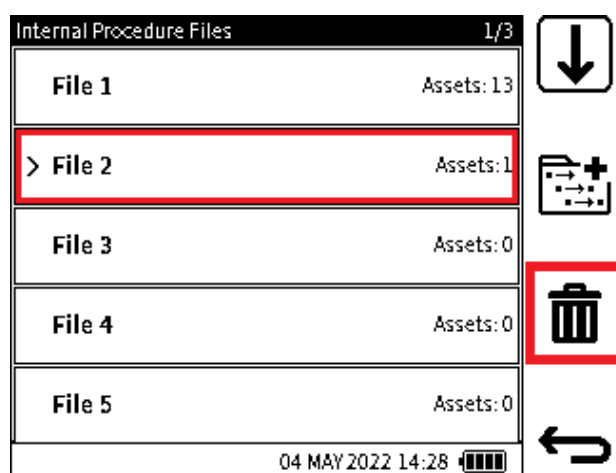 Internal Procedure Files 1/3
File 1 Assets: 13
> File 2 Assets: 1
File 3 Assets: 0
File 4 Assets: 0
File 5 Assets: 0
04 MAY 2022 14:28